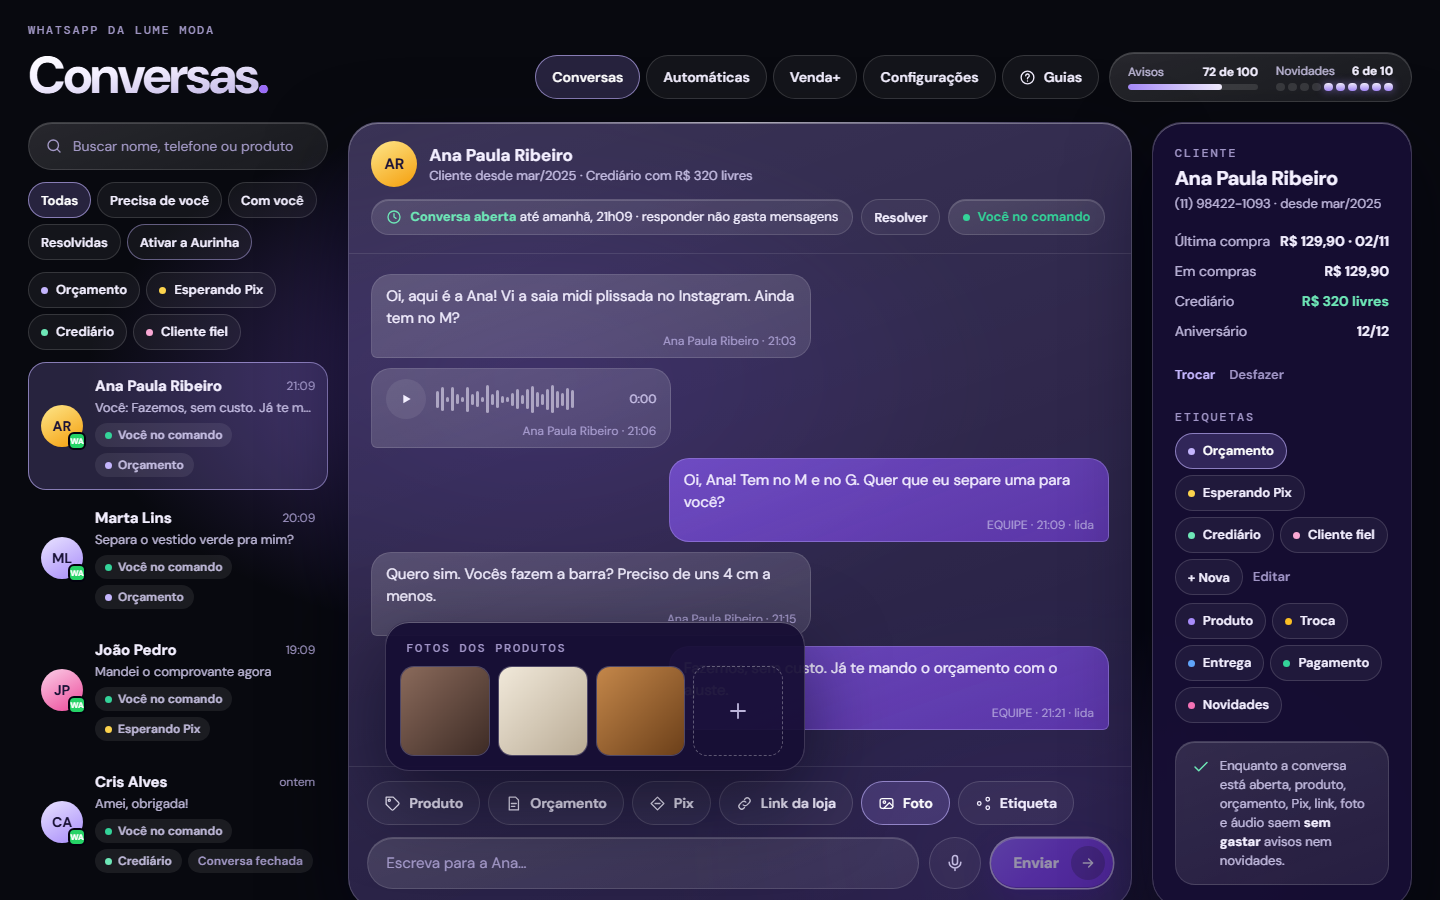 WHATSAPP DA LUME MODA
Conversas.
Conversas
Automáticas
Venda+
Configurações
Guias
Avisos 72 de 100
Novidades 6 de 10
Buscar nome, telefone ou produto
Todas
Precisa de você
Com você
Resolvidas
Ativar a Aurinha
Orçamento
Esperando Pix
Crediário
Cliente fiel
AR
WA
Ana Paula Ribeiro 21:09
Você: Fazemos, sem custo. Já te m…
Você no comando
Orçamento
ML
WA
Marta Lins 20:09
Separa o vestido verde pra mim?
Você no comando
Orçamento
JP
WA
João Pedro 19:09
Mandei o comprovante agora
Você no comando
Esperando Pix
CA
WA
Cris Alves ontem
Amei, obrigada!
Você no comando
Crediário
Conversa fechada
AR
Ana Paula Ribeiro
Cliente desde mar/2025 · Crediário com R$ 320 livres
Conversa aberta até amanhã, 21h09 · responder não gasta mensagens
Resolver
Você no comando
Oi, aqui é a Ana! Vi a saia midi plissada no Instagram. Ainda
tem no M?
Ana Paula Ribeiro · 21:03
0:00
Ana Paula Ribeiro · 21:06
Oi, Ana! Tem no M e no G. Quer que eu separe uma para
você?
EQUIPE · 21:09 · lida
Quero sim. Vocês fazem a barra? Preciso de uns 4 cm a
menos.
Ana Paula Ribeiro · 21:15
custo. Já te mando o orçamento com o
ajuste.
EQUIPE · 21:21 · lida
FOTOS DOS PRODUTOS
Produto
Orçamento
Pix
Link da loja
Foto
Etiqueta
Escreva para a Ana…
Enviar
CLIENTE
Ana Paula Ribeiro
(11) 98422-1093 · desde mar/2025
Última compra R$ 129,90 · 02/11
Em compras R$ 129,90
Crediário R$ 320 livres
Aniversário 12/12
Trocar Desfazer
ETIQUETAS
Orçamento
Esperando Pix
Crediário
Cliente fiel
+ Nova
Editar
Produto
Troca
Entrega
Pagamento
Novidades
Enquanto a conversa
está aberta, produto,
orçamento, Pix, link, foto
e áudio saem sem
gastar avisos nem
novidades.